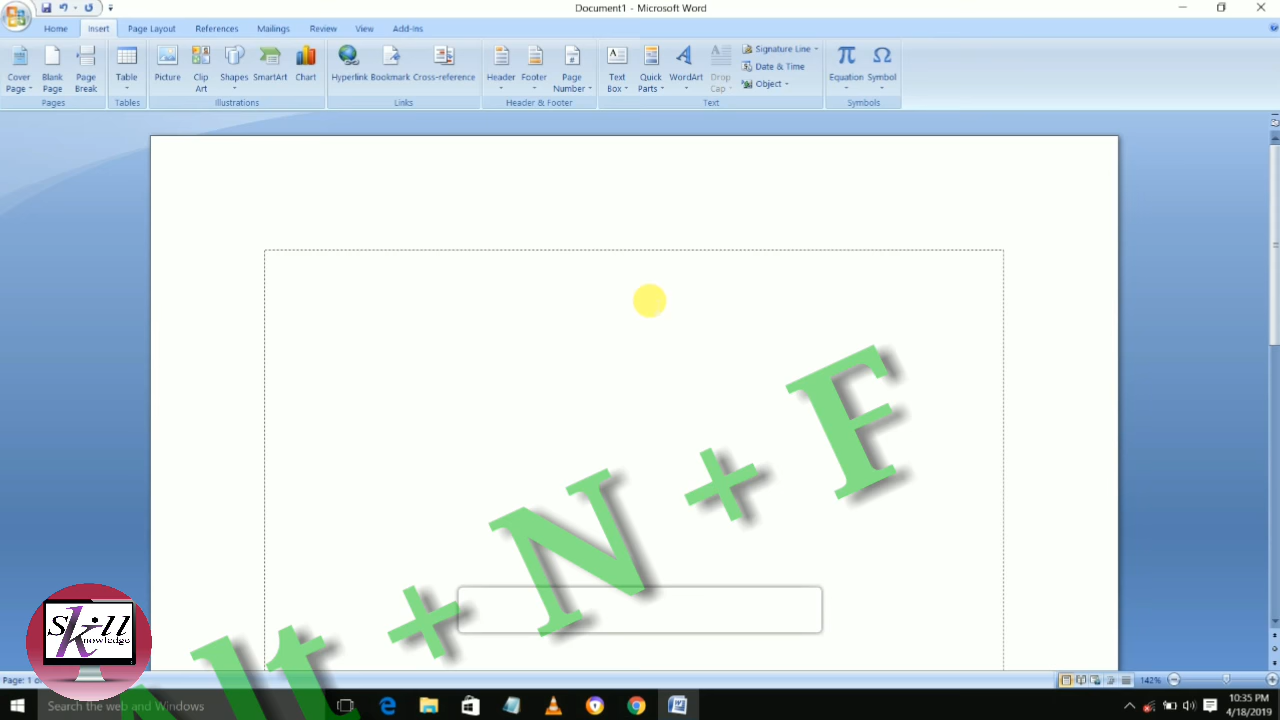 Document1 - Microsoft Word
Home Insert Page Layout References Mailings Review View Add-Ins
Cover Page
Blank Page
Page Break
Table
Picture
Clip Art
Shapes
SmartArt
Chart
Hyperlink
Bookmark
Cross-reference
Header
Footer
Page Number
Text Box
Quick Parts
WordArt
Drop Cap
Signature Line
Date & Time
Object
Equation
Symbol
Pages Tables Illustrations Links Header & Footer Text Symbols
Alt + N + F
Skill
knowledge
142%
Search the web and Windows
10:35 PM
4/18/2019